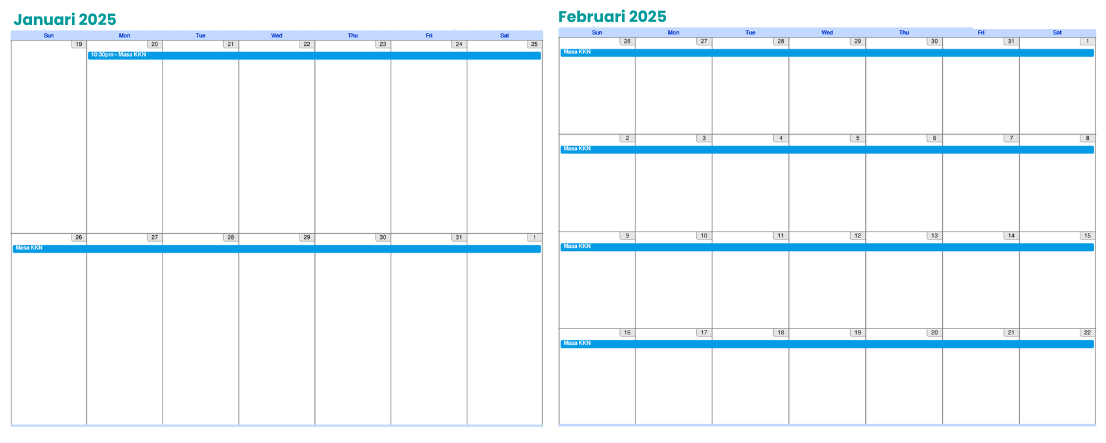 Januari 2025
Sun Mon Tue Wed Thu Fri Sat
19 20 21 22 23 24 25
10:30pm - Masa KKN
26 27 28 29 30 31 1
Masa KKN
Februari 2025
Sun Mon Tue Wed Thu Fri Sat
26 27 28 29 30 31 1
Masa KKN
2 3 4 5 6 7 8
Masa KKN
9 10 11 12 13 14 15
Masa KKN
16 17 18 19 20 21 22
Masa KKN